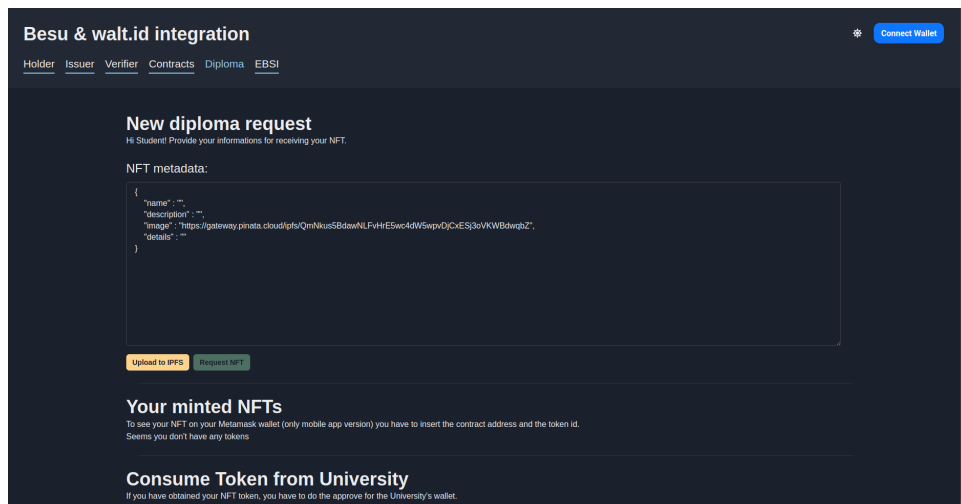 Besu & walt.id integration
Connect Wallet
Holder Issuer Verifier Contracts Diploma EBSI
New diploma request
Hi Student! Provide your informations for receiving your NFT.
NFT metadata:
{
"name" : "",
"description" : "",
"image" : "https://gateway.pinata.cloud/ipfs/QmNkus5BdawNLFvHrE5wc4dW5wpvDjCxESj3oVKWBdwqbZ",
"details" : ""
}
Upload to IPFS Request NFT
Your minted NFTs
To see your NFT on your Metamask wallet (only mobile app version) you have to insert the contract address and the token id.
Seems you don't have any tokens
Consume Token from University
If you have obtained your NFT token, you have to do the approve for the University's wallet.